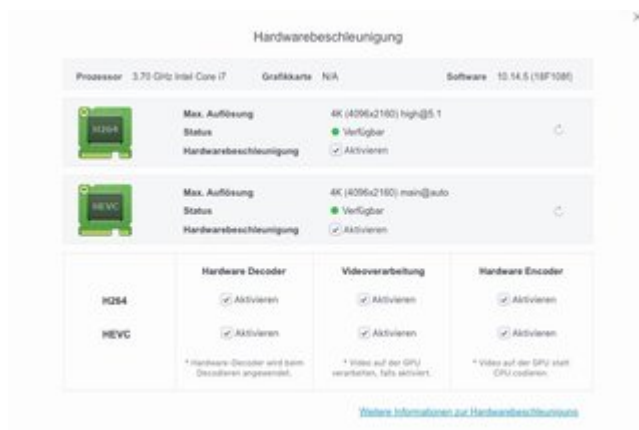 Hardwarebeschleunigung
Prozessor 3.70 GHz Intel Core i7 Grafikkarte N/A Software 10.14.5 (18F108f)
H264
Max. Auflösung 4K (4096x2160) high@5.1
Status Verfügbar
Hardwarebeschleunigung Aktivieren
HEVC
Max. Auflösung 4K (4096x2160) main@auto
Status Verfügbar
Hardwarebeschleunigung Aktivieren
Hardware Decoder Videoverarbeitung Hardware Encoder
H264 Aktivieren Aktivieren Aktivieren
HEVC Aktivieren Aktivieren Aktivieren
* Hardware-Decoder wird beim Decodieren angewendet.
* Video auf der GPU verarbeiten, falls aktiviert.
* Video auf der GPU statt CPU codieren.
Weitere Informationen zur Hardwarebeschleunigung